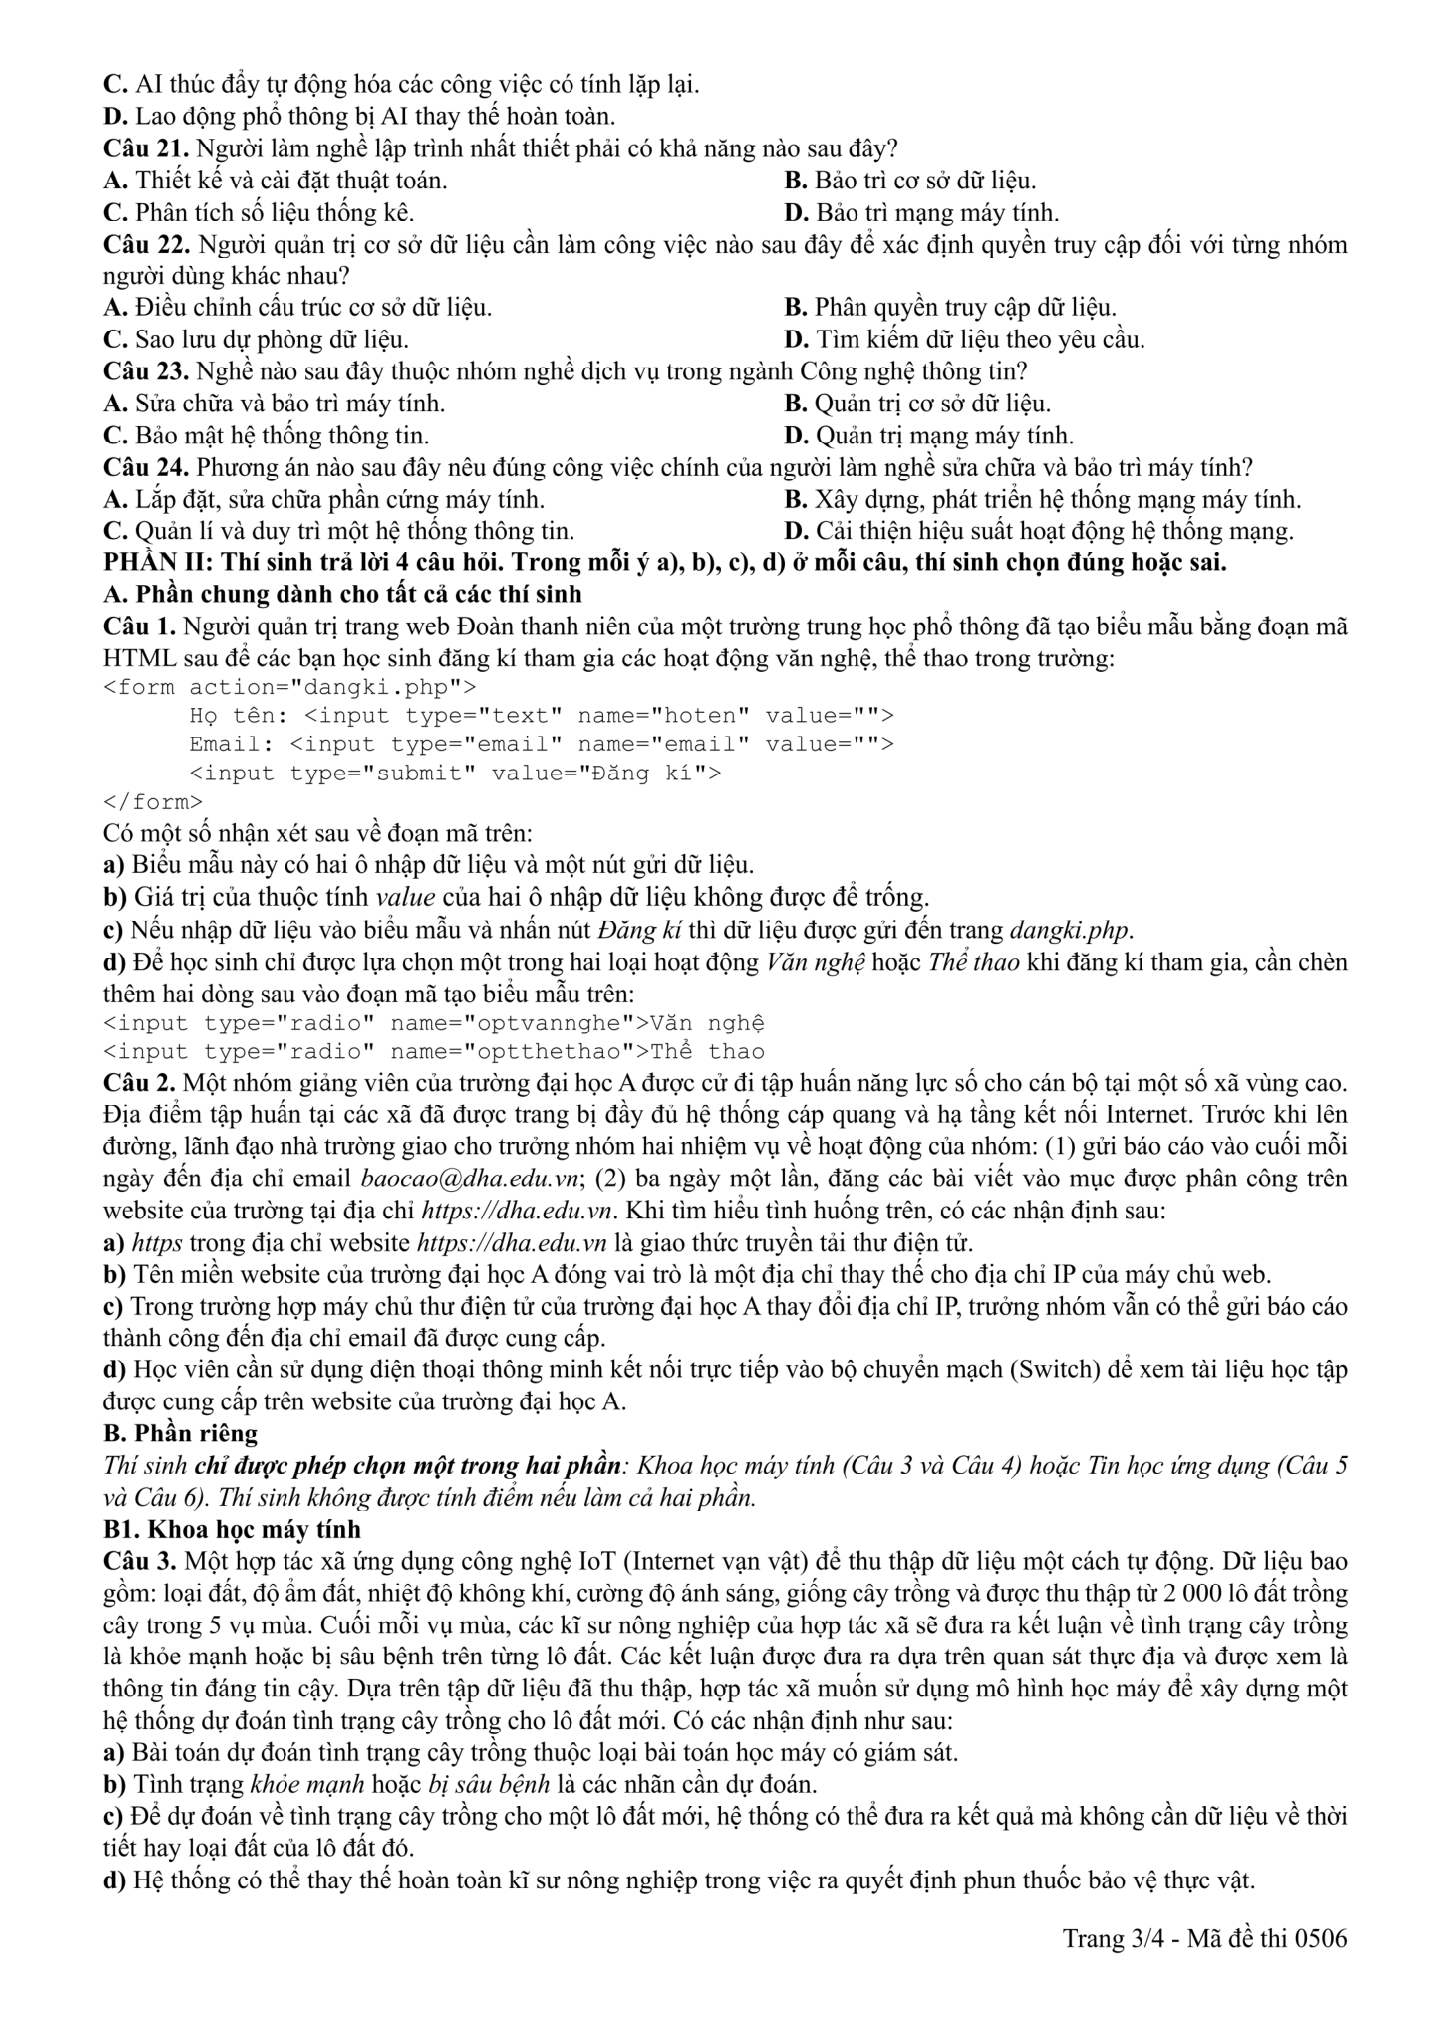 C. AI thúc đẩy tự động hóa các công việc có tính lặp lại.
D. Lao động phổ thông bị AI thay thế hoàn toàn.
Câu 21. Người làm nghề lập trình nhất thiết phải có khả năng nào sau đây?
A. Thiết kế và cài đặt thuật toán. B. Bảo trì cơ sở dữ liệu.
C. Phân tích số liệu thống kê. D. Bảo trì mạng máy tính.
Câu 22. Người quản trị cơ sở dữ liệu cần làm công việc nào sau đây để xác định quyền truy cập đối với từng nhóm
người dùng khác nhau?
A. Điều chỉnh cấu trúc cơ sở dữ liệu. B. Phân quyền truy cập dữ liệu.
C. Sao lưu dự phòng dữ liệu. D. Tìm kiếm dữ liệu theo yêu cầu.
Câu 23. Nghề nào sau đây thuộc nhóm nghề dịch vụ trong ngành Công nghệ thông tin?
A. Sửa chữa và bảo trì máy tính. B. Quản trị cơ sở dữ liệu.
C. Bảo mật hệ thống thông tin. D. Quản trị mạng máy tính.
Câu 24. Phương án nào sau đây nêu đúng công việc chính của người làm nghề sửa chữa và bảo trì máy tính?
A. Lắp đặt, sửa chữa phần cứng máy tính. B. Xây dựng, phát triển hệ thống mạng máy tính.
C. Quản lí và duy trì một hệ thống thông tin. D. Cải thiện hiệu suất hoạt động hệ thống mạng.
PHẦN II: Thí sinh trả lời 4 câu hỏi. Trong mỗi ý a), b), c), d) ở mỗi câu, thí sinh chọn đúng hoặc sai.
A. Phần chung dành cho tất cả các thí sinh
Câu 1. Người quản trị trang web Đoàn thanh niên của một trường trung học phổ thông đã tạo biểu mẫu bằng đoạn mã
HTML sau để các bạn học sinh đăng kí tham gia các hoạt động văn nghệ, thể thao trong trường:
<form action="dangki.php">
Họ tên: <input type="text" name="hoten" value="">
Email: <input type="email" name="email" value="">
<input type="submit" value="Đăng kí">
</form>
Có một số nhận xét sau về đoạn mã trên:
a) Biểu mẫu này có hai ô nhập dữ liệu và một nút gửi dữ liệu.
b) Giá trị của thuộc tính value của hai ô nhập dữ liệu không được để trống.
c) Nếu nhập dữ liệu vào biểu mẫu và nhấn nút Đăng kí thì dữ liệu được gửi đến trang dangki.php.
d) Để học sinh chỉ được lựa chọn một trong hai loại hoạt động Văn nghệ hoặc Thể thao khi đăng kí tham gia, cần chèn
thêm hai dòng sau vào đoạn mã tạo biểu mẫu trên:
<input type="radio" name="optvannghe">Văn nghệ
<input type="radio" name="optthethao">Thể thao
Câu 2. Một nhóm giảng viên của trường đại học A được cử đi tập huấn năng lực số cho cán bộ tại một số xã vùng cao.
Địa điểm tập huấn tại các xã đã được trang bị đầy đủ hệ thống cáp quang và hạ tầng kết nối Internet. Trước khi lên
đường, lãnh đạo nhà trường giao cho trưởng nhóm hai nhiệm vụ về hoạt động của nhóm: (1) gửi báo cáo vào cuối mỗi
ngày đến địa chỉ email baocao@dha.edu.vn; (2) ba ngày một lần, đăng các bài viết vào mục được phân công trên
website của trường tại địa chỉ https://dha.edu.vn. Khi tìm hiểu tình huống trên, có các nhận định sau:
a) https trong địa chỉ website https://dha.edu.vn là giao thức truyền tải thư điện tử.
b) Tên miền website của trường đại học A đóng vai trò là một địa chỉ thay thế cho địa chỉ IP của máy chủ web.
c) Trong trường hợp máy chủ thư điện tử của trường đại học A thay đổi địa chỉ IP, trưởng nhóm vẫn có thể gửi báo cáo
thành công đến địa chỉ email đã được cung cấp.
d) Học viên cần sử dụng điện thoại thông minh kết nối trực tiếp vào bộ chuyển mạch (Switch) để xem tài liệu học tập
được cung cấp trên website của trường đại học A.
B. Phần riêng
Thí sinh chỉ được phép chọn một trong hai phần: Khoa học máy tính (Câu 3 và Câu 4) hoặc Tin học ứng dụng (Câu 5
và Câu 6). Thí sinh không được tính điểm nếu làm cả hai phần.
B1. Khoa học máy tính
Câu 3. Một hợp tác xã ứng dụng công nghệ IoT (Internet vạn vật) để thu thập dữ liệu một cách tự động. Dữ liệu bao
gồm: loại đất, độ ẩm đất, nhiệt độ không khí, cường độ ánh sáng, giống cây trồng và được thu thập từ 2 000 lô đất trồng
cây trong 5 vụ mùa. Cuối mỗi vụ mùa, các kĩ sư nông nghiệp của hợp tác xã sẽ đưa ra kết luận về tình trạng cây trồng
là khỏe mạnh hoặc bị sâu bệnh trên từng lô đất. Các kết luận được đưa ra dựa trên quan sát thực địa và được xem là
thông tin đáng tin cậy. Dựa trên tập dữ liệu đã thu thập, hợp tác xã muốn sử dụng mô hình học máy để xây dựng một
hệ thống dự đoán tình trạng cây trồng cho lô đất mới. Có các nhận định như sau:
a) Bài toán dự đoán tình trạng cây trồng thuộc loại bài toán học máy có giám sát.
b) Tình trạng khỏe mạnh hoặc bị sâu bệnh là các nhãn cần dự đoán.
c) Để dự đoán về tình trạng cây trồng cho một lô đất mới, hệ thống có thể đưa ra kết quả mà không cần dữ liệu về thời
tiết hay loại đất của lô đất đó.
d) Hệ thống có thể thay thế hoàn toàn kĩ sư nông nghiệp trong việc ra quyết định phun thuốc bảo vệ thực vật.
Trang 3/4 - Mã đề thi 0506